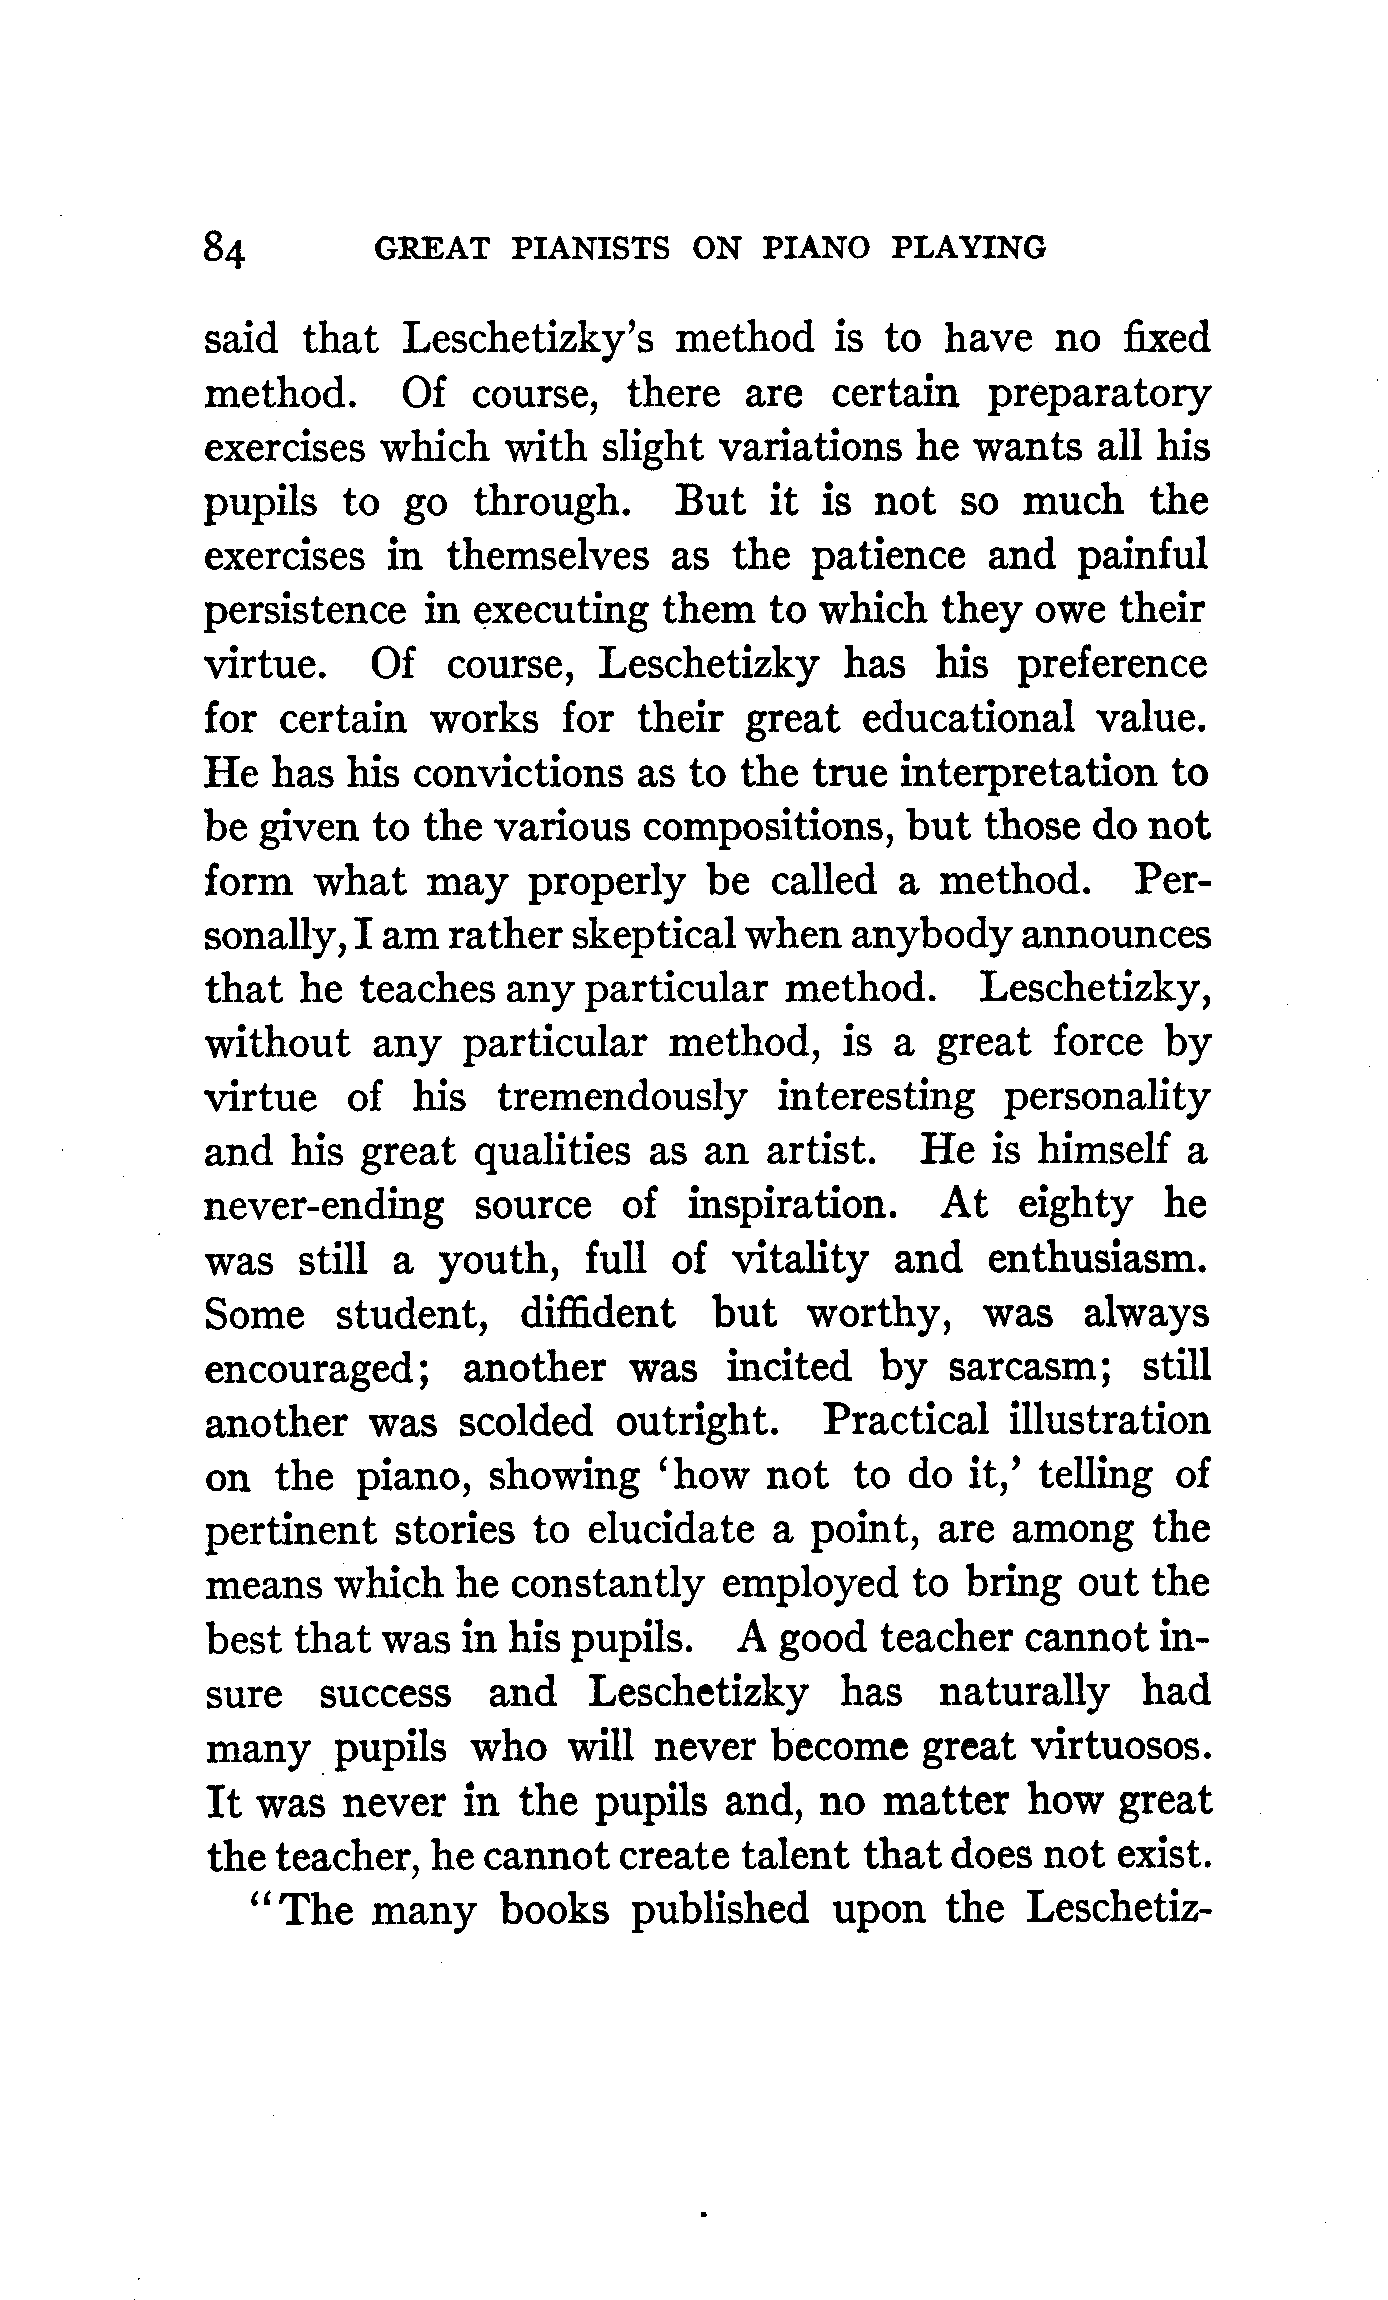 84 GREAT PIANISTS ON PIANO PLAYING
said that Leschetizky's method is to have no fixed
method. Of course, there are certain preparatory
exercises which with slight variations he wants all his
pupils to go through. But it is not so much the
exercises in themselves as the patience and painful
persistence in executing them to which they owe their
virtue. Of course, Leschetizky has his preference
for certain works for their great educational value.
He has his convictions as to the true interpretation to
be given to the various compositions, but those do not
form what may properly be called a method. Per-
sonally, I am rather skeptical when anybody announces
that he teaches any particular method. Leschetizky,
without any particular method, is a great force by
virtue of his tremendously interesting personality
and his great qualities as an artist. He is himself a
never-ending source of inspiration. At eighty he
was still a youth, full of vitality and enthusiasm.
Some student, diffident but worthy, was always
encouraged; another was incited by sarcasm; still
another was scolded outright. Practical illustration
on the piano, showing 'how not to do it,' telling of
pertinent stories to elucidate a point, are among the
means which he constantly employed to bring out the
best that was in his pupils. A good teacher cannot in-
sure success and Leschetizky has naturally had
many pupils who will never become great virtuosos.
It was never in the pupils and, no matter how great
the teacher, he cannot create talent that does not exist.
"The many books published upon the Leschetiz-